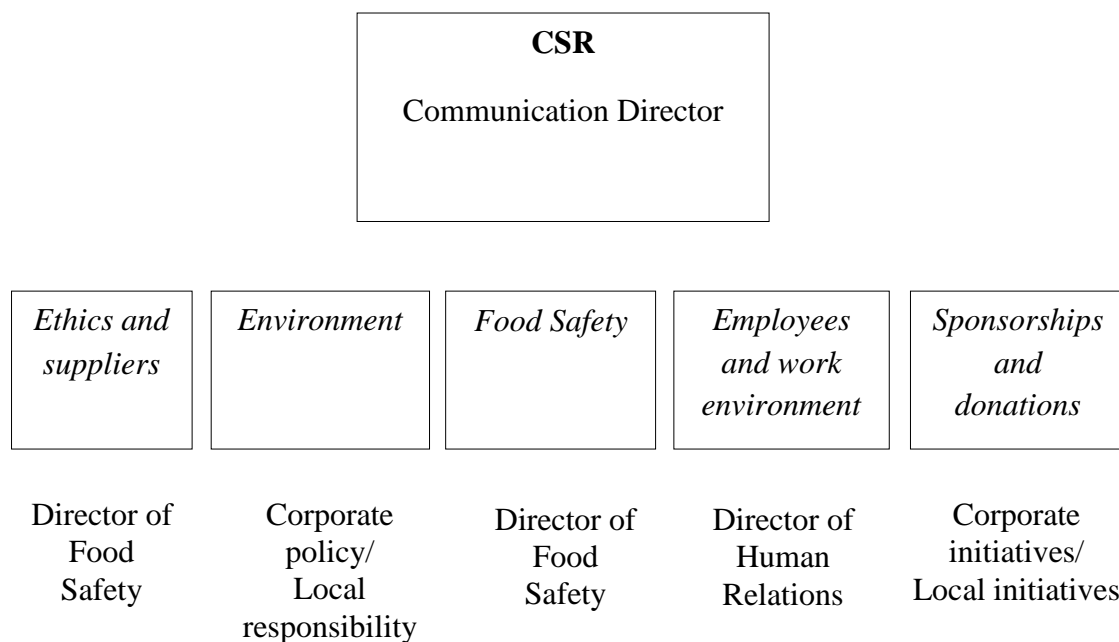 CSR
Communication Director
Ethics and
suppliers
Environment
Food Safety
Employees
and work
environment
Sponsorships
and
donations
Director of
Food
Safety
Corporate
policy/
Local
responsibility
Director of
Food
Safety
Director of
Human
Relations
Corporate
initiatives/
Local initiatives